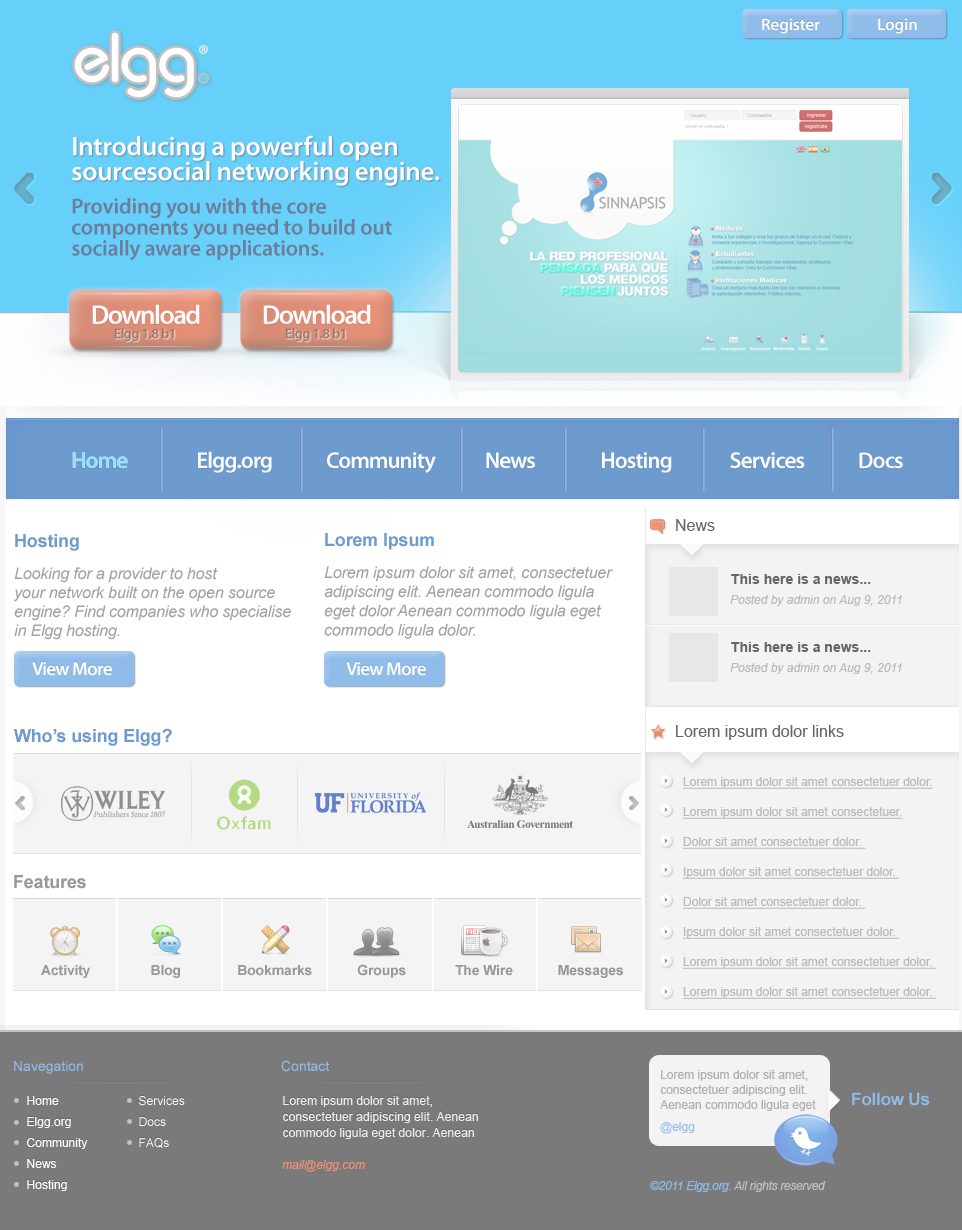 Register
Login
elgg®
Introducing a powerful open
sourcesocial networking engine.
Providing you with the core
components you need to build out
socially aware applications.
Download
Elgg 1.8 b1
Download
Elgg 1.8 b1
Usuario
Contraseña
Ingresar
regístrate
SINNAPSIS
LA RED PROFESIONAL
PENSADA PARA QUE
LOS MEDICOS
PIENSEN JUNTOS
Médicos
Estudiantes
Instituciones Médicas
Home
Elgg.org
Community
News
Hosting
Services
Docs
Hosting
Looking for a provider to host
your network built on the open source
engine? Find companies who specialise
in Elgg hosting.
View More
Lorem Ipsum
Lorem ipsum dolor sit amet, consectetuer
adipiscing elit. Aenean commodo ligula
eget dolor Aenean commodo ligula eget
commodo ligula dolor.
View More
News
This here is a news...
Posted by admin on Aug 9, 2011
This here is a news...
Posted by admin on Aug 9, 2011
Who's using Elgg?
WILEY
Publishers Since 1807
Oxfam
UF UNIVERSITY of
FLORIDA
Australian Government
Features
Activity
Blog
Bookmarks
Groups
NEW
The Wire
Messages
Lorem ipsum dolor links
Lorem ipsum dolor sit amet consectetuer dolor.
Lorem ipsum dolor sit amet consectetuer.
Dolor sit amet consectetuer dolor.
Ipsum dolor sit amet consectetuer dolor.
Dolor sit amet consectetuer dolor.
Ipsum dolor sit amet consectetuer dolor.
Lorem ipsum dolor sit amet consectetuer dolor.
Lorem ipsum dolor sit amet consectetuer dolor.
Navigation
Home
Elgg.org
Community
News
Hosting
Services
Docs
FAQs
Contact
Lorem ipsum dolor sit amet,
consectetuer adipiscing elit. Aenean
commodo ligula eget dolor. Aenean
mail@elgg.com
Lorem ipsum dolor sit amet,
consectetuer adipiscing elit.
Aenean commodo ligula eget
@elgg
Follow Us
©2011 Elgg.org. All rights reserved